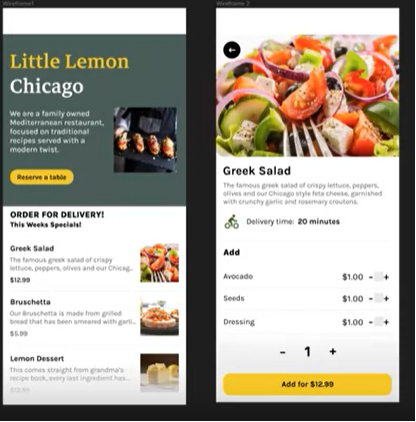 Wireframe1
Little Lemon
Chicago
We are a family owned
Mediterranean restaurant,
focused on traditional
recipes served with a
modern twist.
Reserve a table
ORDER FOR DELIVERY!
This Weeks Specials!
Greek Salad
The famous greek salad of crispy
lettuce, peppers, olives and our Chicag...
$12.99
Bruschetta
Our Bruschetta is made from grilled
bread that has been smeared with garli...
$5.99
Lemon Dessert
This comes straight from grandma's
recipe book, every last ingredient has...
Wireframe 2
Greek Salad
The famous greek salad of crispy lettuce, peppers,
olives and our Chicago style feta cheese, garnished
with crunchy garlic and rosemary croutons.
Delivery time: 20 minutes
Add
Avocado $1.00 - +
Seeds $1.00 - +
Dressing $1.00 - +
- 1 +
Add for $12.99